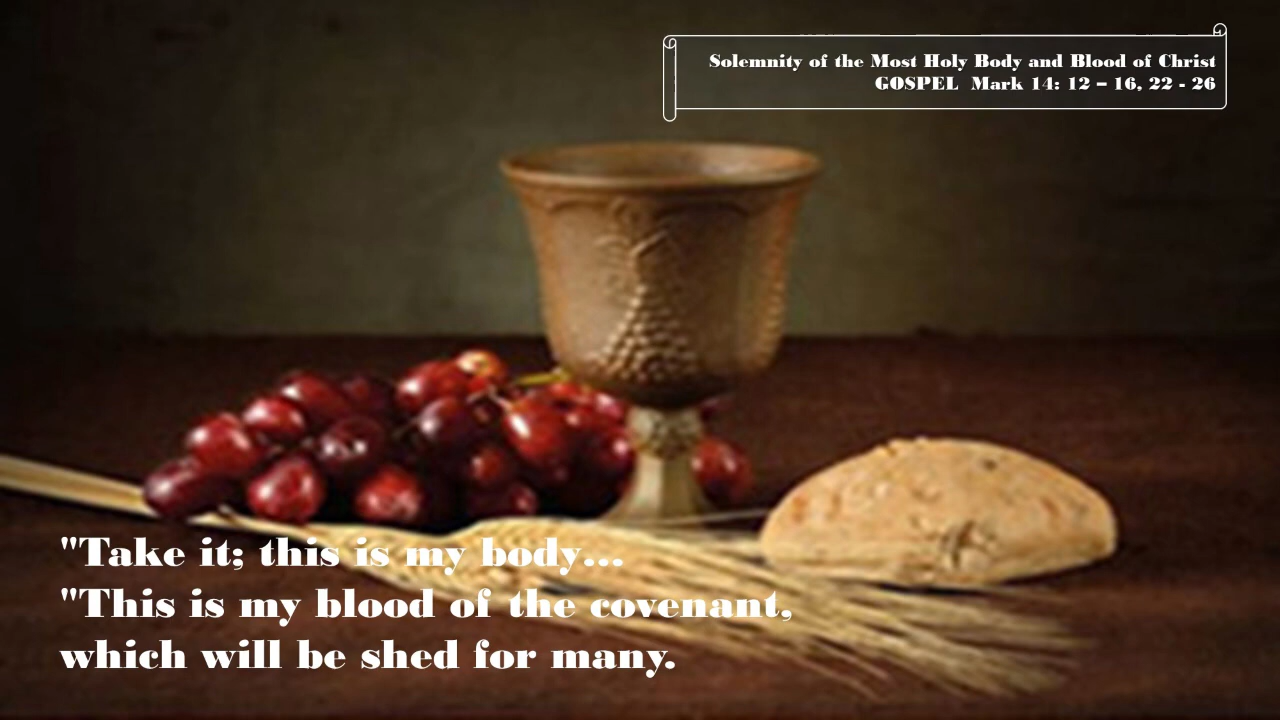 Solemnity of the Most Holy Body and Blood of Christ
GOSPEL  Mark 14: 12 – 16, 22 - 26
"Take it; this is my body...
"This is my blood of the covenant,
which will be shed for many.